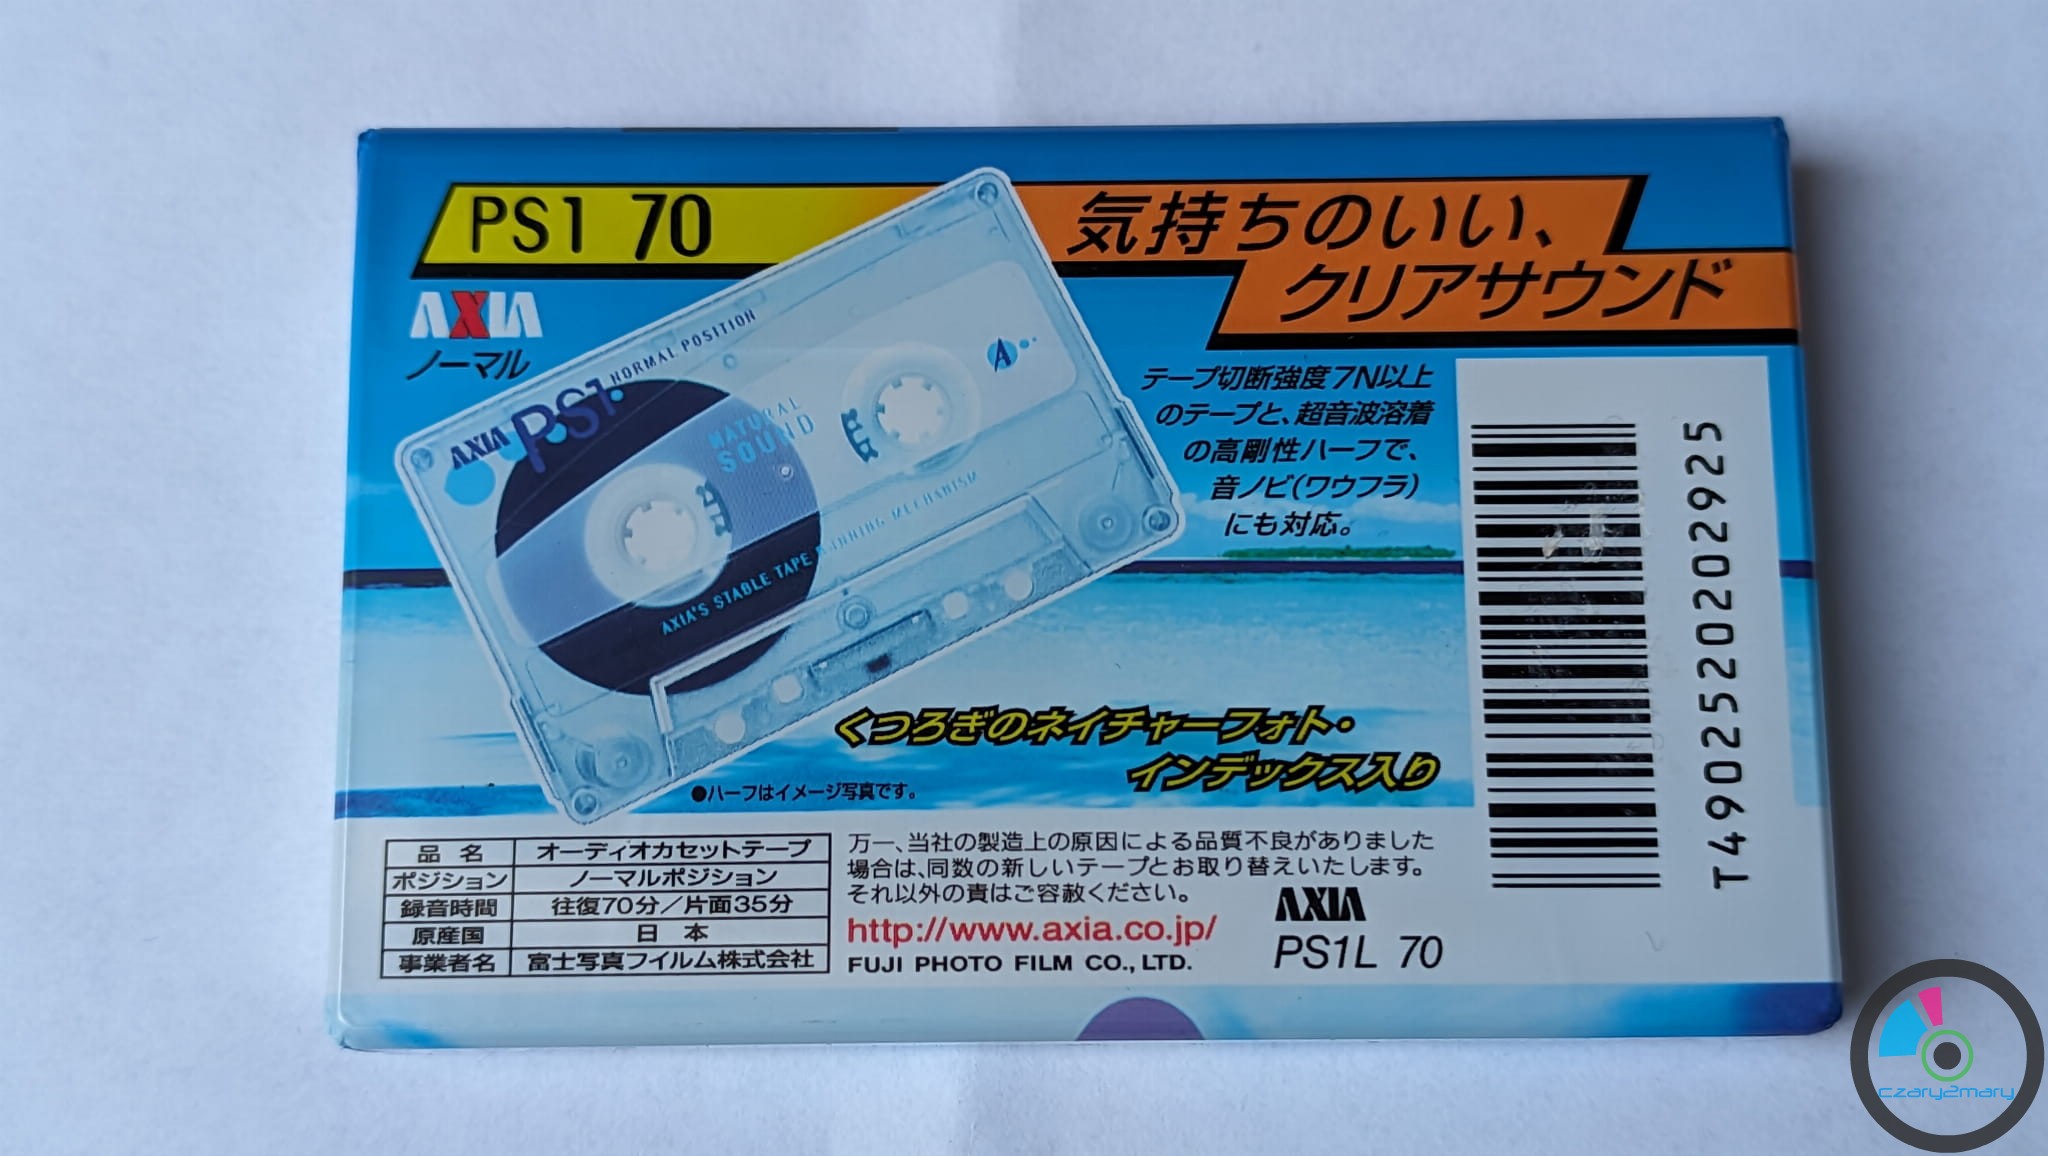 PS1 70
気持ちのいい、
クリアサウンド
AXIA
ノーマル
AXIA PS1 NORMAL POSITION
NATURAL
SOUND
A
AXIA'S STABLE TAPE RUNNING MECHANISM
テープ切断強度7N以上
のテープと、超音波溶着
の高剛性ハーフで、
音ノビ(ワウフラ)
にも対応。
くつろぎのネイチャーフォト・
インデックス入り
●ハーフはイメージ写真です。
T4902520202925
品 名 オーディオカセットテープ
ポジション ノーマルポジション
録音時間 往復70分/片面35分
原産国 日 本
事業者名 富士写真フイルム株式会社
万一、当社の製造上の原因による品質不良がありました
場合は、同数の新しいテープとお取り替えいたします。
それ以外の責はご容赦ください。
http://www.axia.co.jp/
FUJI PHOTO FILM CO., LTD.
AXIA
PS1L 70
czary2mary